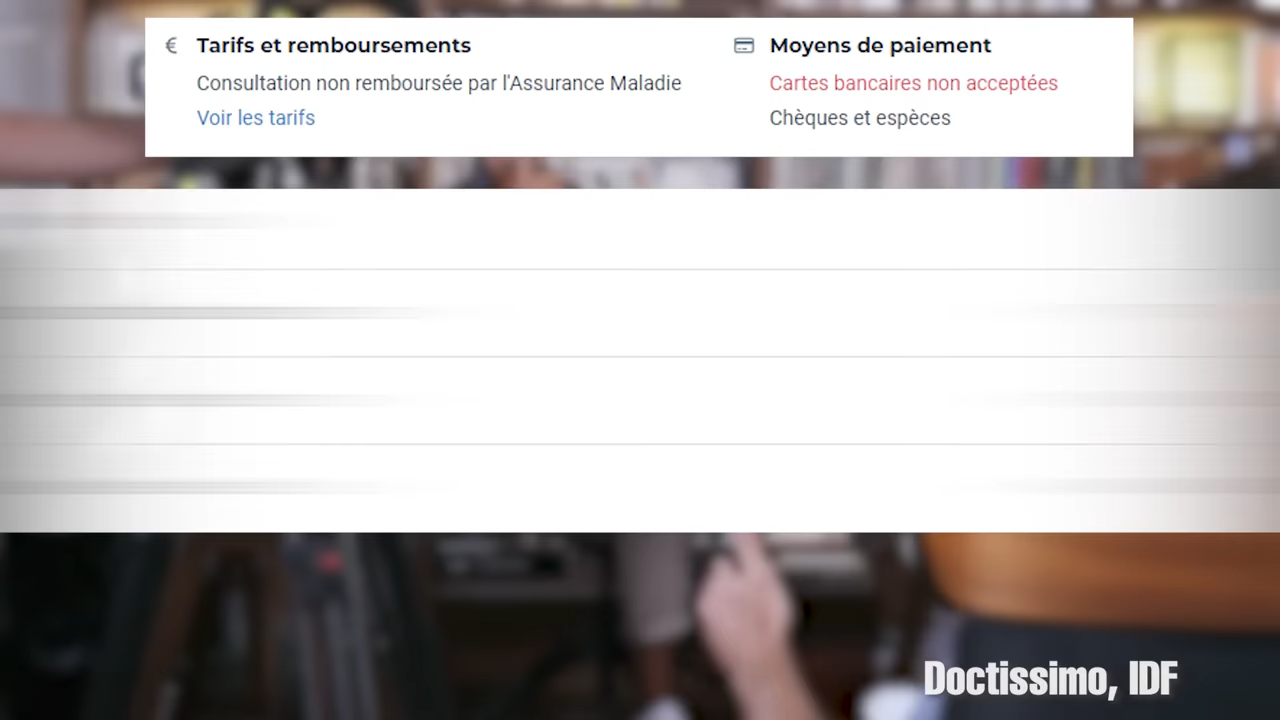 Tarifs et remboursements
Consultation non remboursée par l'Assurance Maladie
Voir les tarifs
Moyens de paiement
Cartes bancaires non acceptées
Chèques et espèces
Doctissimo, IDF